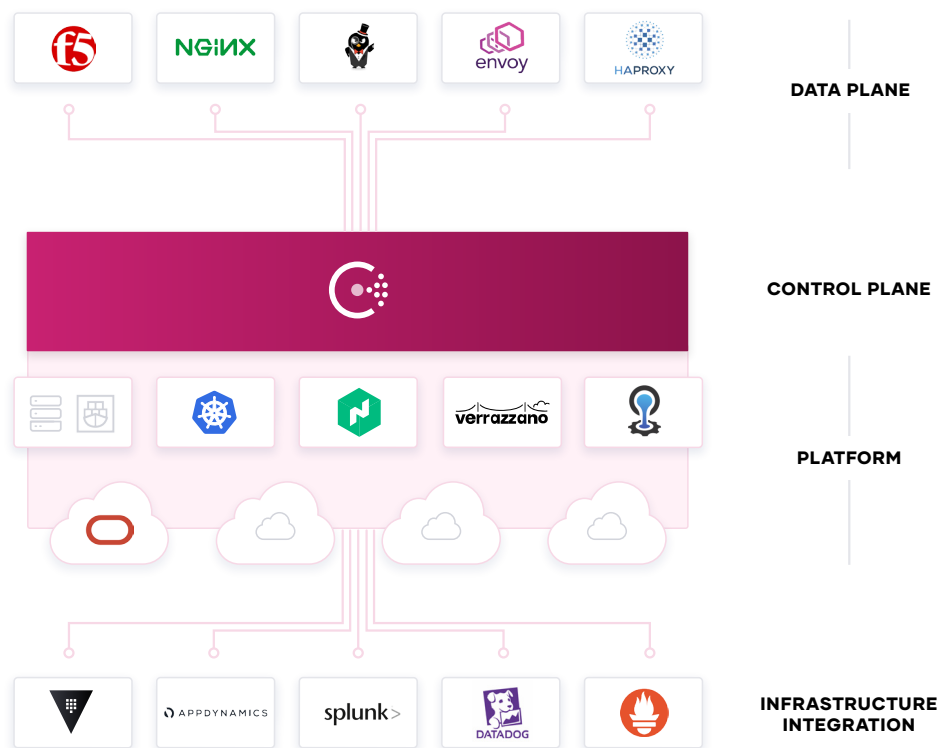 f5
NGINX
envoy
HAPROXY
DATA PLANE
CONTROL PLANE
verrazzano
PLATFORM
APPDYNAMICS
splunk>
DATADOG
INFRASTRUCTURE
INTEGRATION